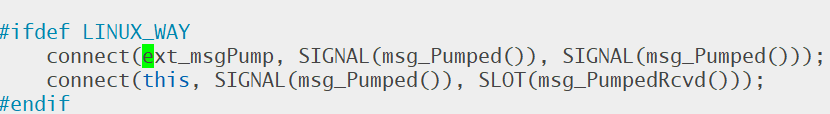 #ifdef LINUX_WAY
    connect(ext_msgPump, SIGNAL(msg_Pumped()), SIGNAL(msg_Pumped()));
    connect(this, SIGNAL(msg_Pumped()), SLOT(msg_PumpedRcvd()));
#endif